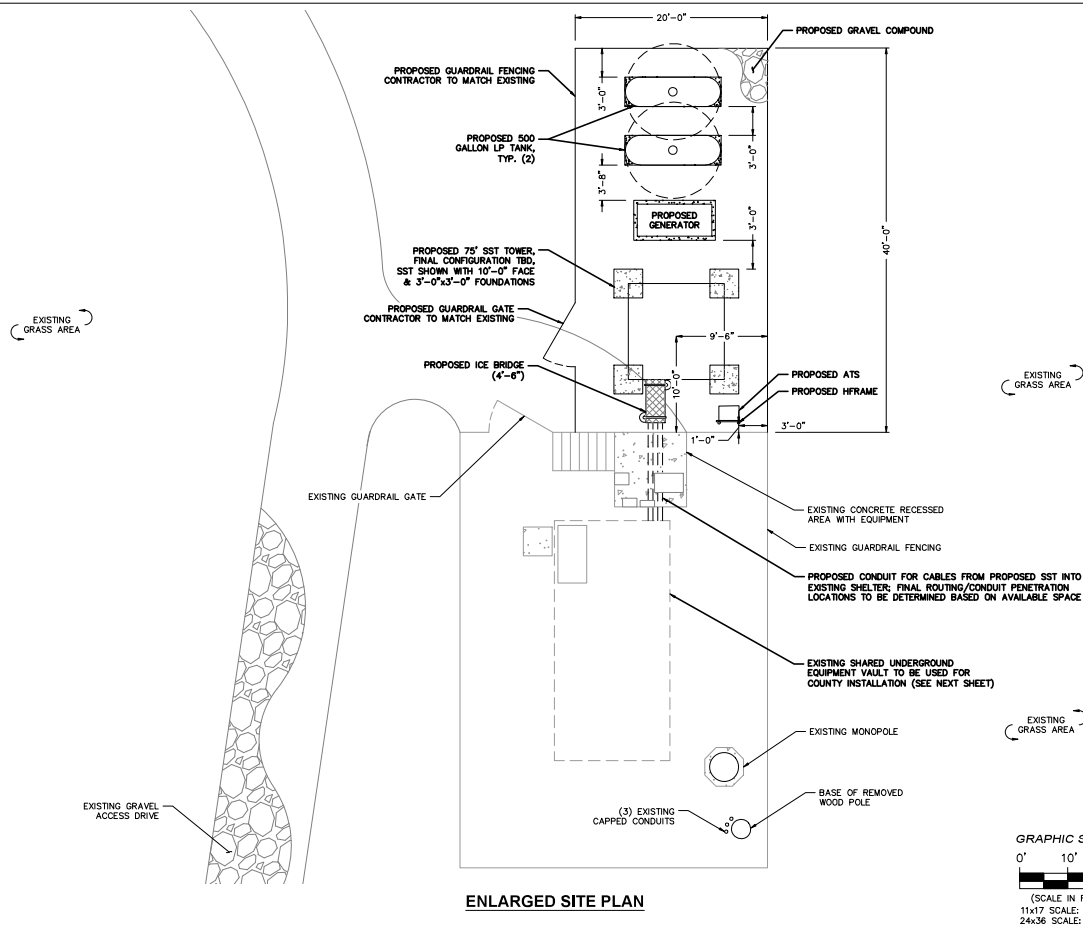 20'-0"
PROPOSED GRAVEL COMPOUND
PROPOSED GUARDRAIL FENCING
CONTRACTOR TO MATCH EXISTING
3'-0"
PROPOSED 500
GALLON LP TANK,
TYP. (2)
3'-0"
3'-8"
PROPOSED
GENERATOR
3'-0"
40'-0"
PROPOSED 75' SST TOWER,
FINAL CONFIGURATION TBD,
SST SHOWN WITH 10'-0" FACE
& 3'-0"x3'-0" FOUNDATIONS
PROPOSED GUARDRAIL GATE
CONTRACTOR TO MATCH EXISTING
EXISTING
GRASS AREA
9'-6"
PROPOSED ICE BRIDGE
(4'-6")
10'-0"
PROPOSED ATS
PROPOSED HFRAME
EXISTING
GRASS AREA
3'-0"
1'-0"
EXISTING GUARDRAIL GATE
EXISTING CONCRETE RECESSED
AREA WITH EQUIPMENT
EXISTING GUARDRAIL FENCING
PROPOSED CONDUIT FOR CABLES FROM PROPOSED SST INTO
EXISTING SHELTER; FINAL ROUTING/CONDUIT PENETRATION
LOCATIONS TO BE DETERMINED BASED ON AVAILABLE SPACE
EXISTING SHARED UNDERGROUND
EQUIPMENT VAULT TO BE USED FOR
COUNTY INSTALLATION (SEE NEXT SHEET)
EXISTING
GRASS AREA
EXISTING MONOPOLE
EXISTING GRAVEL
ACCESS DRIVE
(3) EXISTING
CAPPED CONDUITS
BASE OF REMOVED
WOOD POLE
ENLARGED SITE PLAN
GRAPHIC S
0' 10'
(SCALE IN F
11x17 SCALE:
24x36 SCALE: